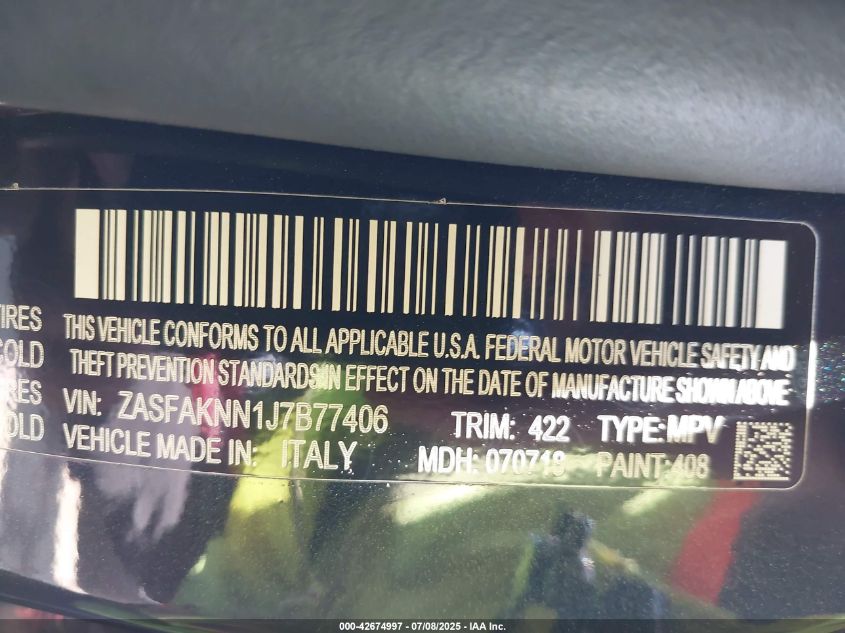 IRES
THIS VEHICLE CONFORMS TO ALL APPLICABLE U.S.A. FEDERAL MOTOR VEHICLE SAFETY AND
OLD
THEFT PREVENTION STANDARDS IN EFFECT ON THE DATE OF MANUFACTURE SHOWN ABOVE
RES
VIN: ZASFAKNN1J7B77406 TRIM: 422 TYPE: MPV
OLD
VEHICLE MADE IN: ITALY MDH: 070718 PAINT:408
000-42674997 - 07/08/2025 - IAA Inc.